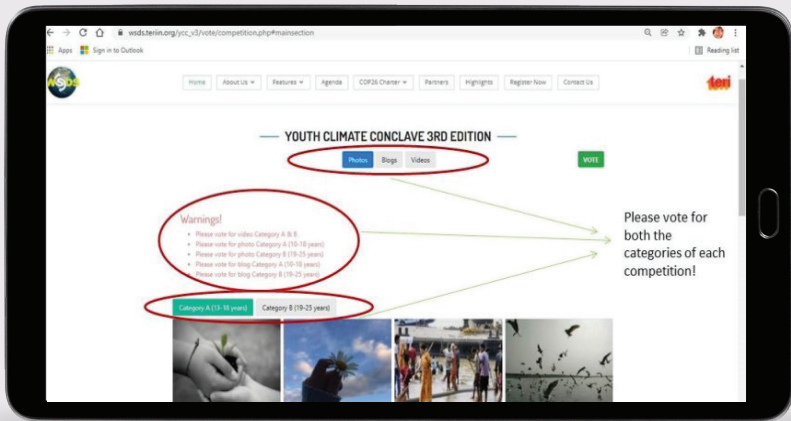 wsds.teriin.org/ycc_v3/vote/competition.php#mainsection
Apps Sign in to Outlook Reading list
WSDS
Home About Us Features Agenda COP26 Charter Partners Highlights Register Now Contact Us
teri
YOUTH CLIMATE CONCLAVE 3RD EDITION
Photos Blogs Videos
VOTE
Warnings!
Please vote for video Category A & B
Please vote for photo Category A (10-18 years)
Please vote for photo Category B (19-25 years)
Please vote for blog Category A (10-18 years)
Please vote for blog Category B (19-25 years)
Category A (13-18 years) Category B (19-25 years)
Please vote for
both the
categories of each
competition!